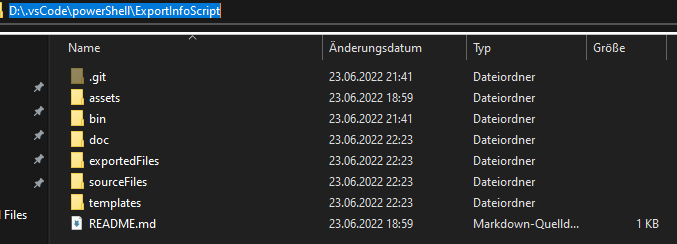 D:\.vsCode\powerShell\ExportInfoScript
Name Änderungsdatum Typ Größe
.git 23.06.2022 21:41 Dateiordner
assets 23.06.2022 18:59 Dateiordner
bin 23.06.2022 21:41 Dateiordner
doc 23.06.2022 22:23 Dateiordner
exportedFiles 23.06.2022 22:23 Dateiordner
sourceFiles 23.06.2022 22:23 Dateiordner
templates 23.06.2022 22:23 Dateiordner
Files
README.md 23.06.2022 18:59 Markdown-Quelld... 1 KB